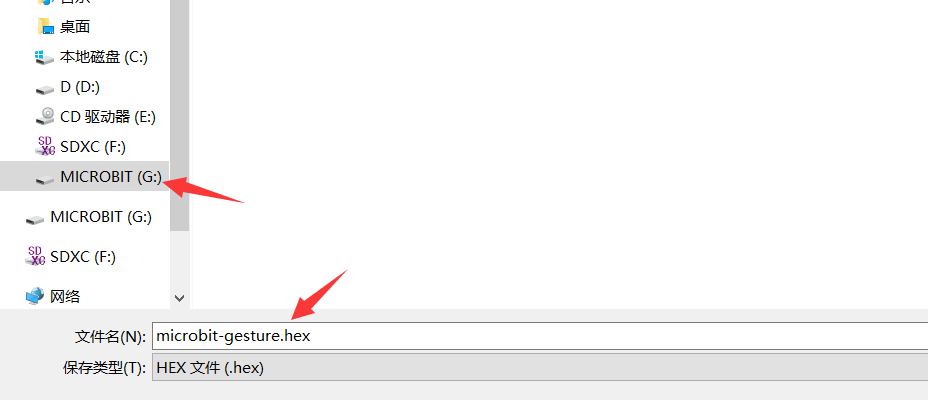 桌面
本地磁盘 (C:)
D (D:)
CD 驱动器 (E:)
SDXC (F:)
MICROBIT (G:)
MICROBIT (G:)
SDXC (F:)
网络
文件名(N): microbit-gesture.hex
保存类型(T): HEX 文件 (.hex)